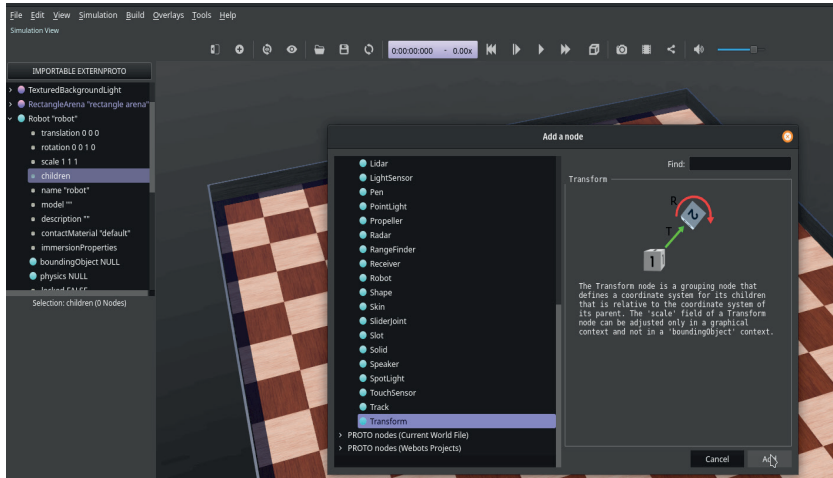 File Edit View Simulation Build Overlays Tools Help
Simulation View
0:00:00:000 - 0.00x
IMPORTABLE EXTERNPROTO
TexturedBackgroundLight
RectangleArena "rectangle arena"
Robot "robot"
translation 0 0 0
rotation 0 0 1 0
scale 1 1 1
children
name "robot"
model ""
description ""
contactMaterial "default"
immersionProperties
boundingObject NULL
physics NULL
locked FALSE
Selection: children (0 Nodes)
Add a node
Lidar
LightSensor
Pen
PointLight
Propeller
Radar
RangeFinder
Receiver
Robot
Shape
Skin
SliderJoint
Slot
Solid
Speaker
SpotLight
TouchSensor
Track
Transform
PROTO nodes (Current World File)
PROTO nodes (Webots Projects)
Find:
Transform
R
2
T
1
The Transform node is a grouping node that
defines a coordinate system for its children
that is relative to the coordinate system of
its parent. The 'scale' field of a Transform
node can be adjusted only in a graphical
context and not in a 'boundingObject' context.
Cancel
Add